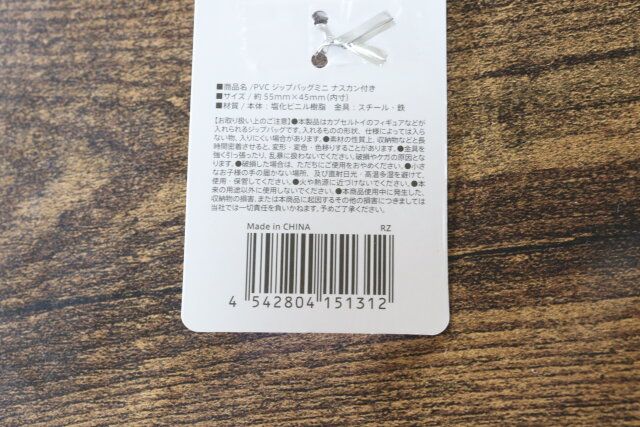 ■商品名/PVC ジップバッグミニ ナスカン付き
■サイズ/約 55mm×45mm(内寸)
■材質/本体:塩化ビニル樹脂 金具:スチール・鉄
【お取り扱い上のご注意】●本製品はカプセルトイのフィギュアなどが
入れられるジップバッグです。入れるものの形状、仕様によっては入ら
ない物、入りにくい場合があります。●素材の性質上、収納物などと長
時間密着させると、変形・変色・色移りすることがあります。●金具を
強く引っ張ったり、乱暴に扱わないでください。破損やケガの原因とな
ります。●破損した場合は、ただちにご使用をおやめください。●小さ
なお子様の手の届かない場所、及び直射日光・高温多湿を避けて、
使用・保管してください。●火や熱源に近づけないでください。●本
来の用途以外に使用しないでください。●本商品使用中に発生した、
収納物の損害、または本商品に起因するその他の損害につきましては
当社では一切責任を負いかねます。予めご了承ください。
Made in CHINA RZ
4 542804 151312